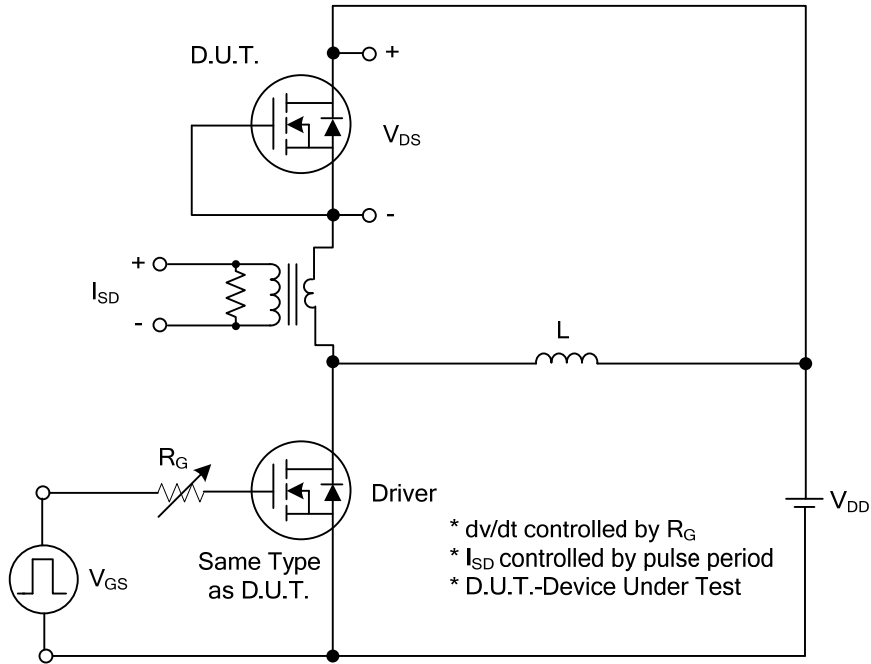 D.U.T.
+
VDS
-
+
ISD
-
L
RG
Driver
VDD
Same Type
as D.U.T.
VGS
* dv/dt controlled by RG
* ISD controlled by pulse period
* D.U.T.-Device Under Test